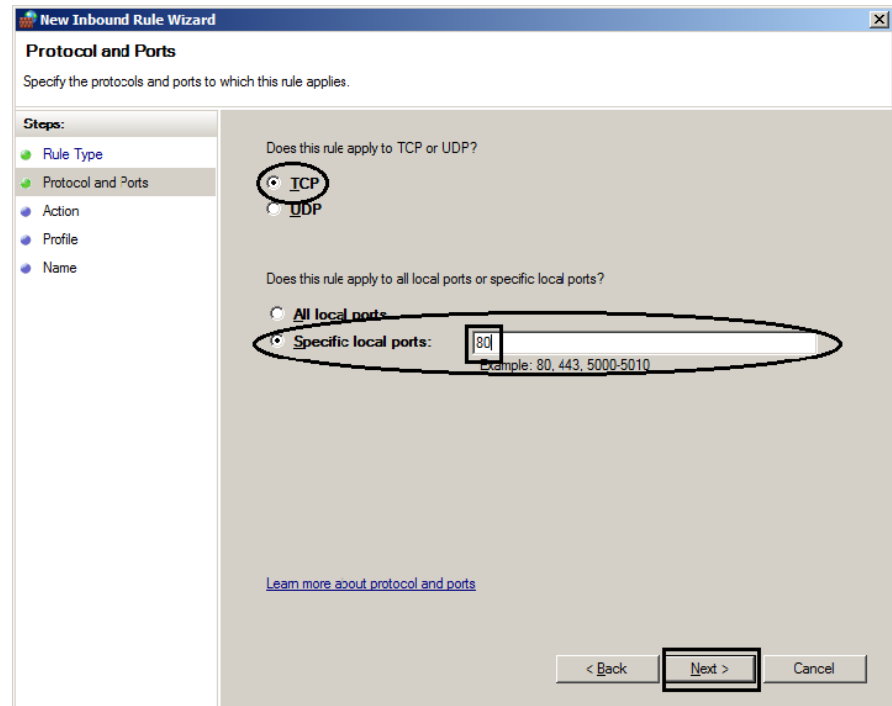 New Inbound Rule Wizard
Protocol and Ports
Specify the protocols and ports to which this rule applies.
Steps:
Rule Type
Protocol and Ports
Action
Profile
Name
Does this rule apply to TCP or UDP?
TCP
UDP
Does this rule apply to all local ports or specific local ports?
All local ports
Specific local ports: 80
Example: 80, 443, 5000-5010
Learn more about protocol and ports
< Back Next > Cancel